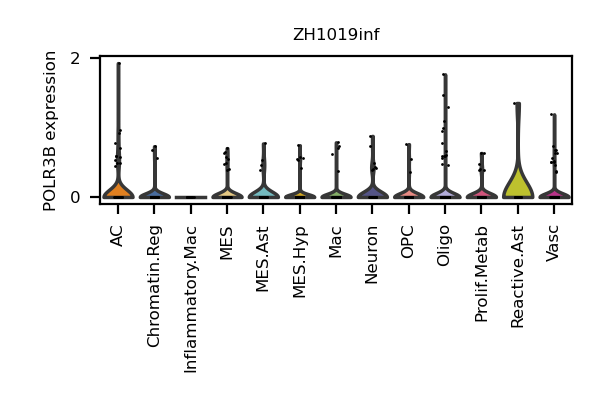 ZH1019inf
POLR3B expression
2
0
AC
Chromatin.Reg
Inflammatory.Mac
MES
MES.Ast
MES.Hyp
Mac
Neuron
OPC
Oligo
Prolif.Metab
Reactive.Ast
Vasc